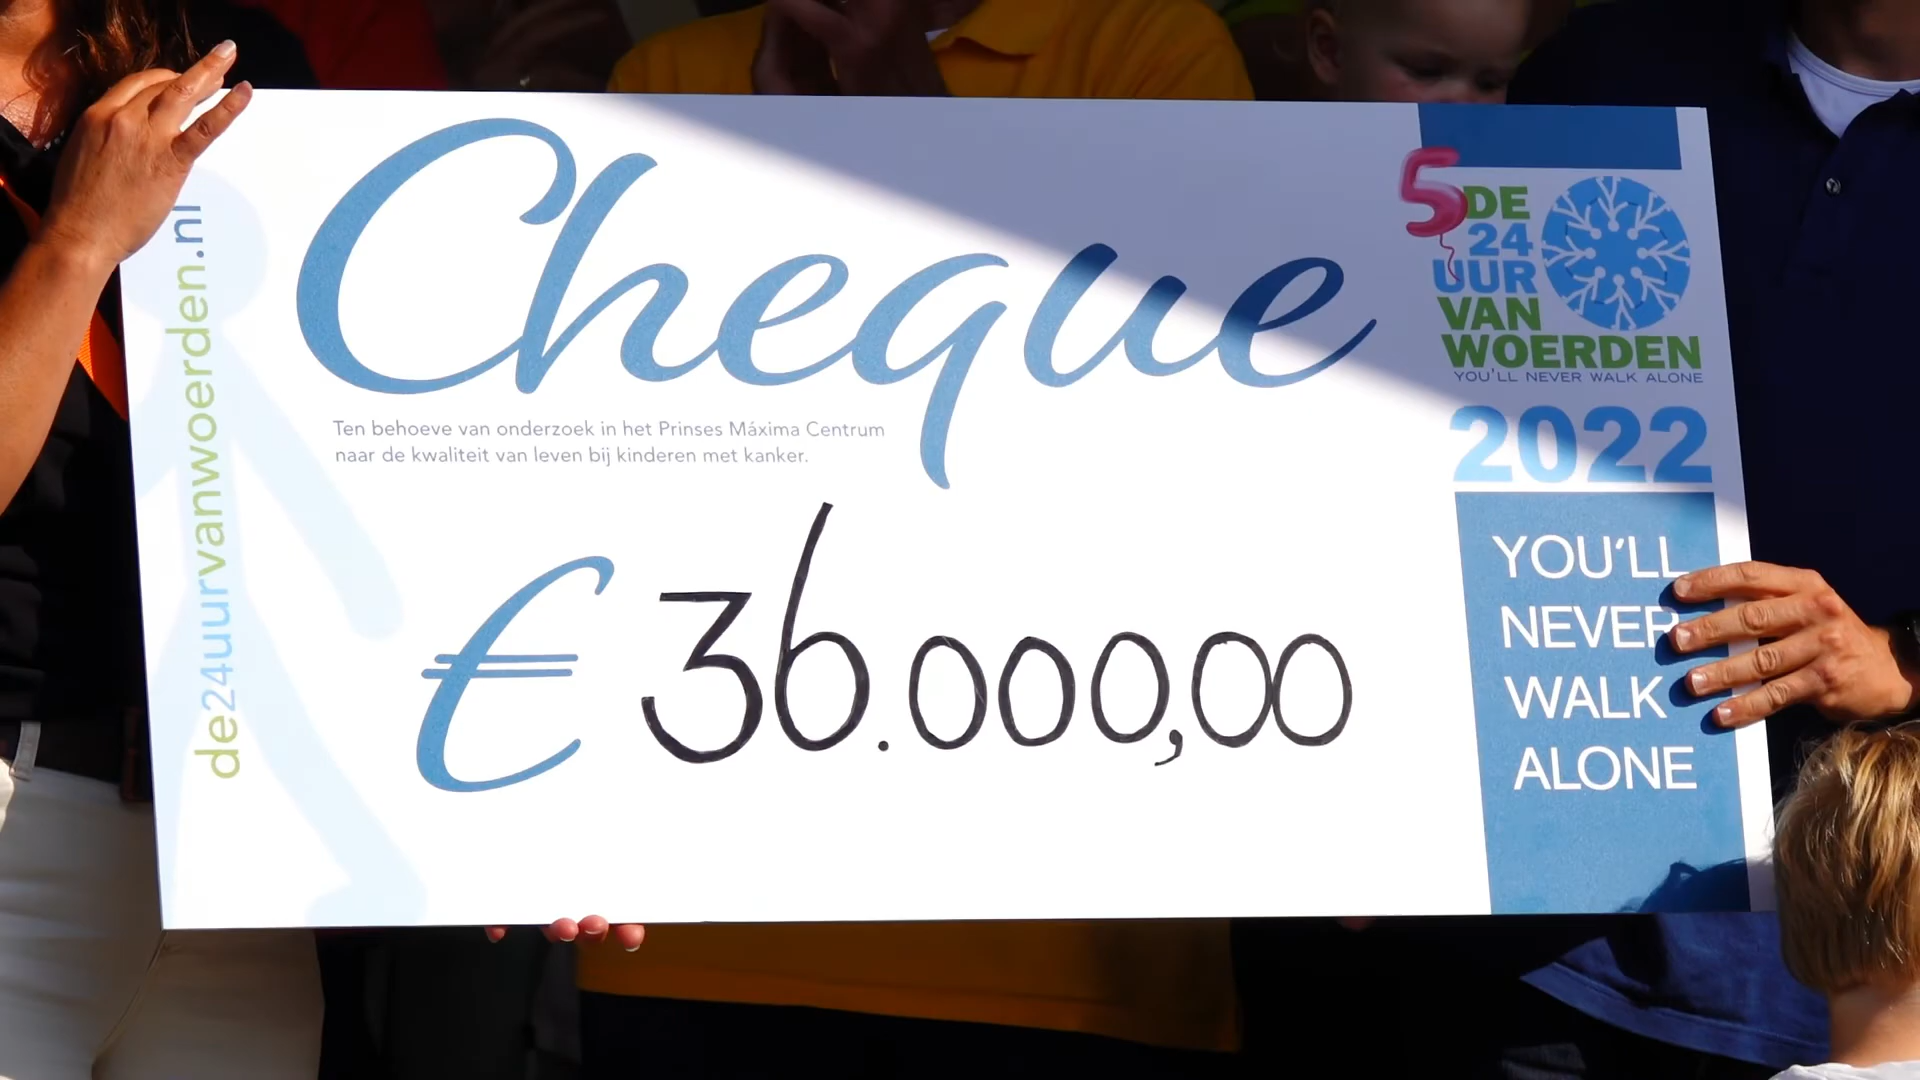 Cheque
Ten behoeve van onderzoek in het Prinses Máxima Centrum
naar de kwaliteit van leven bij kinderen met kanker.
€ 36.000,00
de24uurvanwoerden.nl
5
DE
24
UUR
VAN
WOERDEN
YOU'LL NEVER WALK ALONE
2022
YOU'LL
NEVER
WALK
ALONE